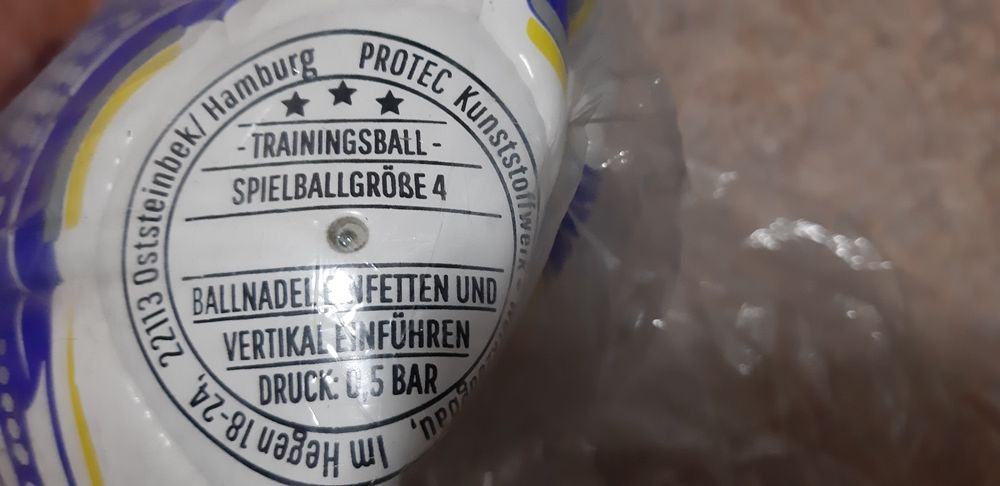 PROTEC Kunststoffwerk
Im Hegen 18-24, 22113 Oststeinbek/ Hamburg
- TRAININGSBALL -
SPIELBALLGRÖßE 4
BALLNADEL EINFETTEN UND
VERTIKAL EINFÜHREN
DRUCK: 0,5 BAR